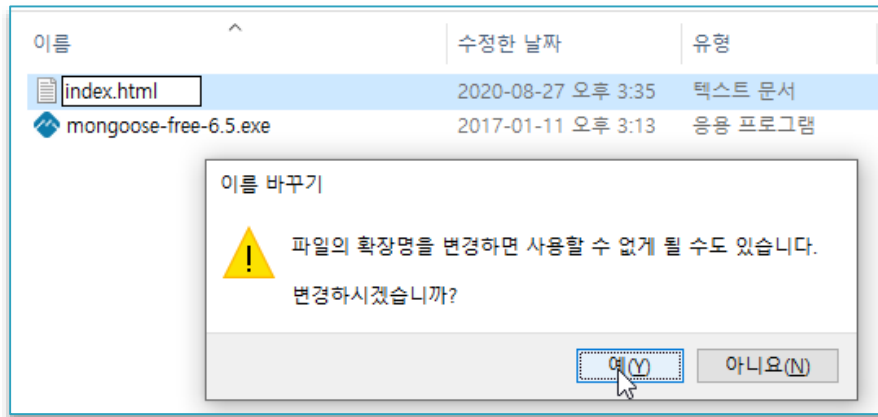 이름 수정한 날짜 유형
index.html 2020-08-27 오후 3:35 텍스트 문서
mongoose-free-6.5.exe 2017-01-11 오후 3:13 응용 프로그램
이름 바꾸기
파일의 확장명을 변경하면 사용할 수 없게 될 수도 있습니다.
변경하시겠습니까?
예(Y) 아니요(N)